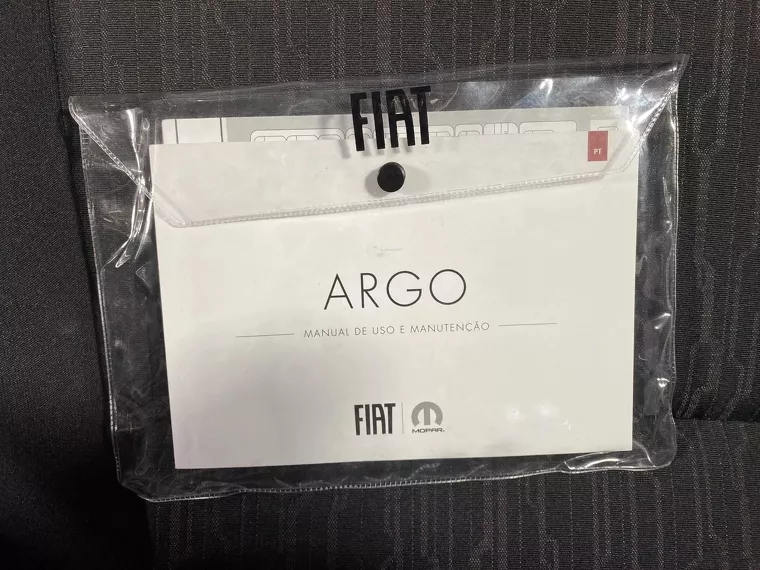 FIAT
PT
ARGO
MANUAL DE USO E MANUTENÇÃO
FIAT
MOPAR.